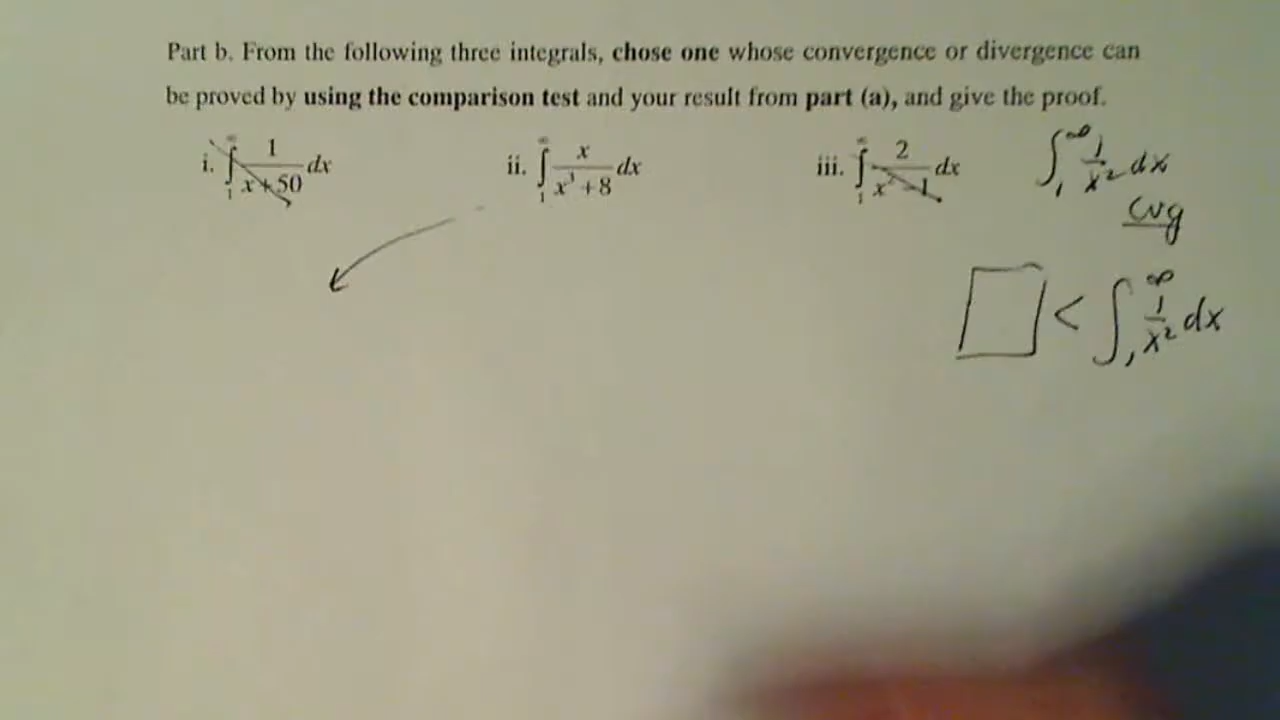 Part b. From the following three integrals, chose one whose convergence or divergence can
be proved by using the comparison test and your result from part (a), and give the proof.
i. ∫₁^∞ 1/(x+50) dx ii. ∫₁^∞ x/(x³+8) dx iii. ∫₁^∞ 2/(x²−1) dx ∫₁^∞ 1/x² dx
cvg
□ < ∫₁^∞ 1/x² dx